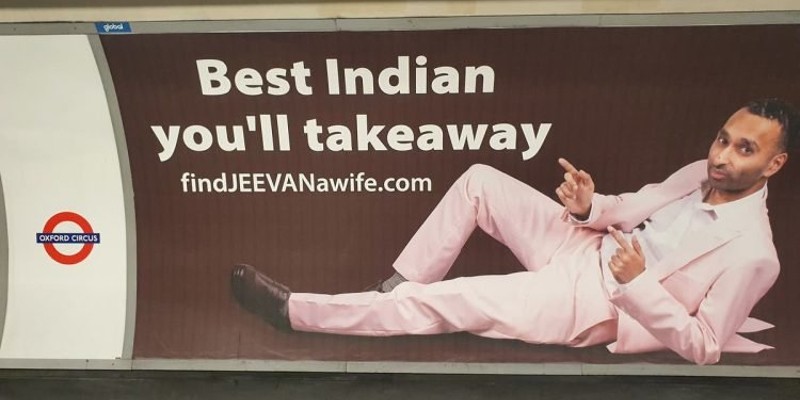 global
Best Indian
you'll takeaway
findJEEVANawife.com
OXFORD CIRCUS